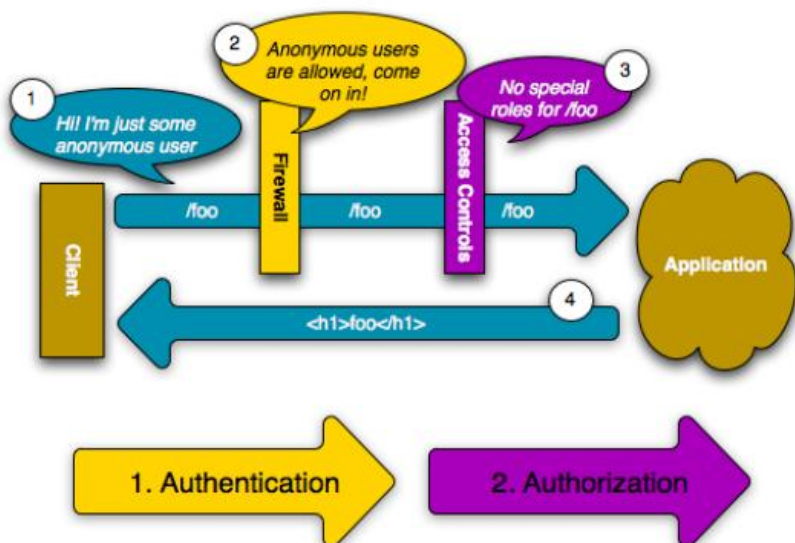 1
Hi! I'm just some
anonymous user
2
Anonymous users
are allowed, come
on in!
3
No special
roles for /foo
Client
/foo
Firewall
/foo
Access Controls
/foo
Application
<h1>foo</h1>
4
1. Authentication
2. Authorization